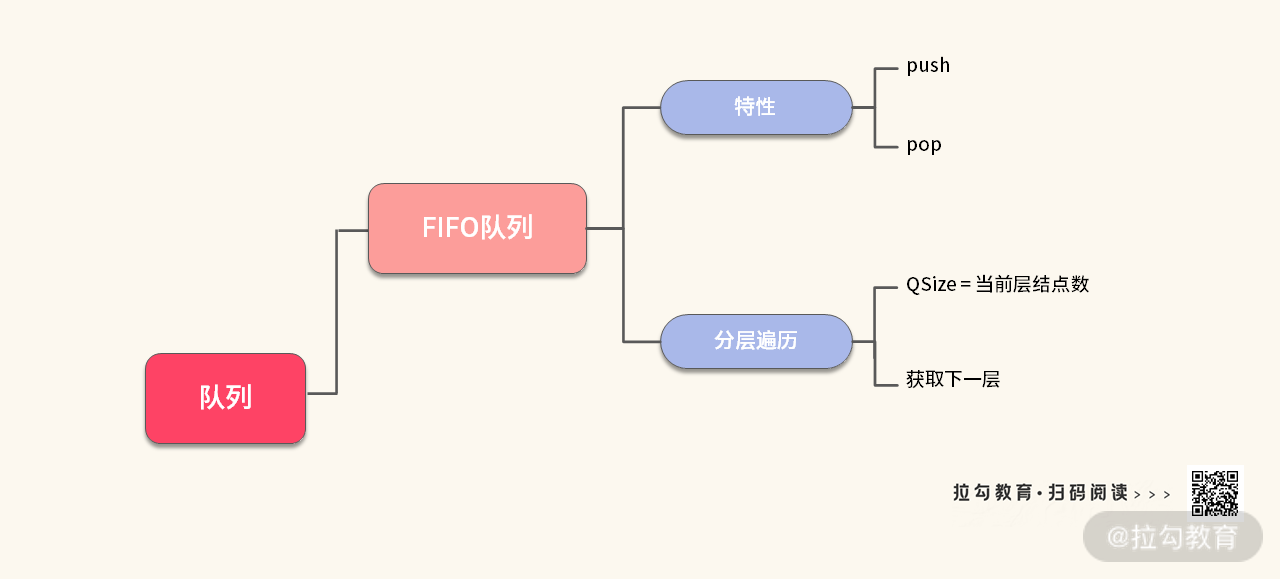 队列
FIFO队列
特性
push
pop
分层遍历
QSize = 当前层结点数
获取下一层
拉勾教育·扫码阅读>>>
@拉勾教育